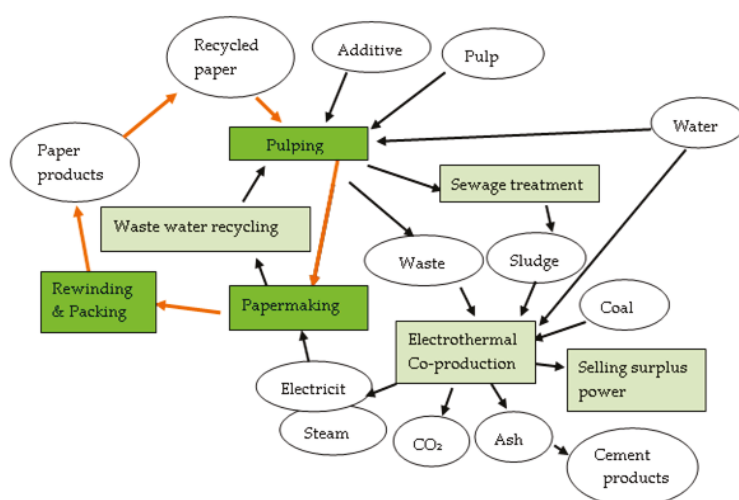 Recycled
paper
Additive
Pulp
Water
Paper
products
Pulping
Sewage treatment
Waste water recycling
Waste
Sludge
Rewinding
& Packing
Papermaking
Coal
Electrothermal
Co-production
Selling surplus
power
Electricit
Steam
CO₂
Ash
Cement
products